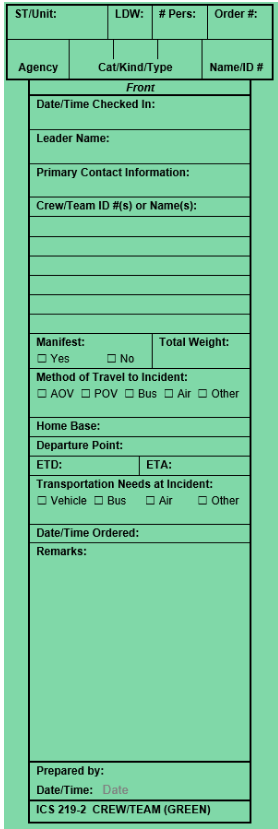 ST/Unit: LDW: # Pers: Order #:
Agency Cat/Kind/Type Name/ID #
Front
Date/Time Checked In:
Leader Name:
Primary Contact Information:
Crew/Team ID #(s) or Name(s):
Manifest: Total Weight:
☐ Yes ☐ No
Method of Travel to Incident:
☐ AOV ☐ POV ☐ Bus ☐ Air ☐ Other
Home Base:
Departure Point:
ETD: ETA:
Transportation Needs at Incident:
☐ Vehicle ☐ Bus ☐ Air ☐ Other
Date/Time Ordered:
Remarks:
Prepared by:
Date/Time: Date
ICS 219-2 CREW/TEAM (GREEN)